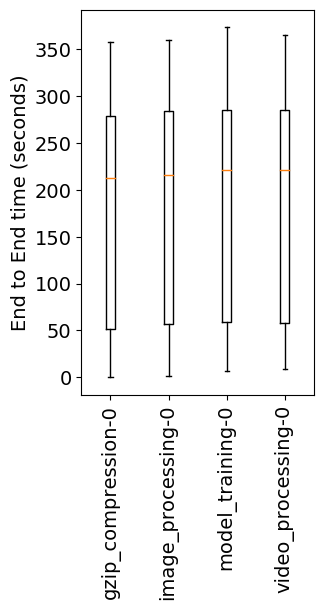 End to End time (seconds)
350
300
250
200
150
100
50
0
gzip_compression-0
image_processing-0
model_training-0
video_processing-0